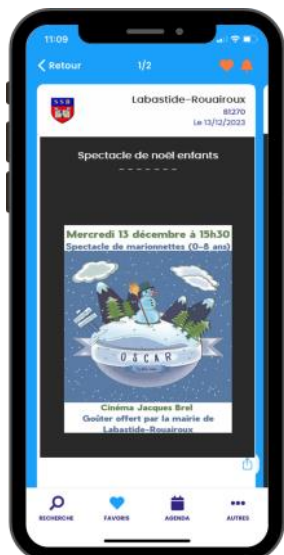 11:09
Retour
1/2
Labastide-Rouairoux
81270
Le 13/12/2023
Spectacle de noël enfants
-------
Mercredi 13 décembre à 15h30
Spectacle de marionnettes (0-8 ans)
OSCAR
Cinéma Jacques Brel
Goûter offert par la mairie de
Labastide-Rouairoux
RECHERCHE
FAVORIS
AGENDA
AUTRES